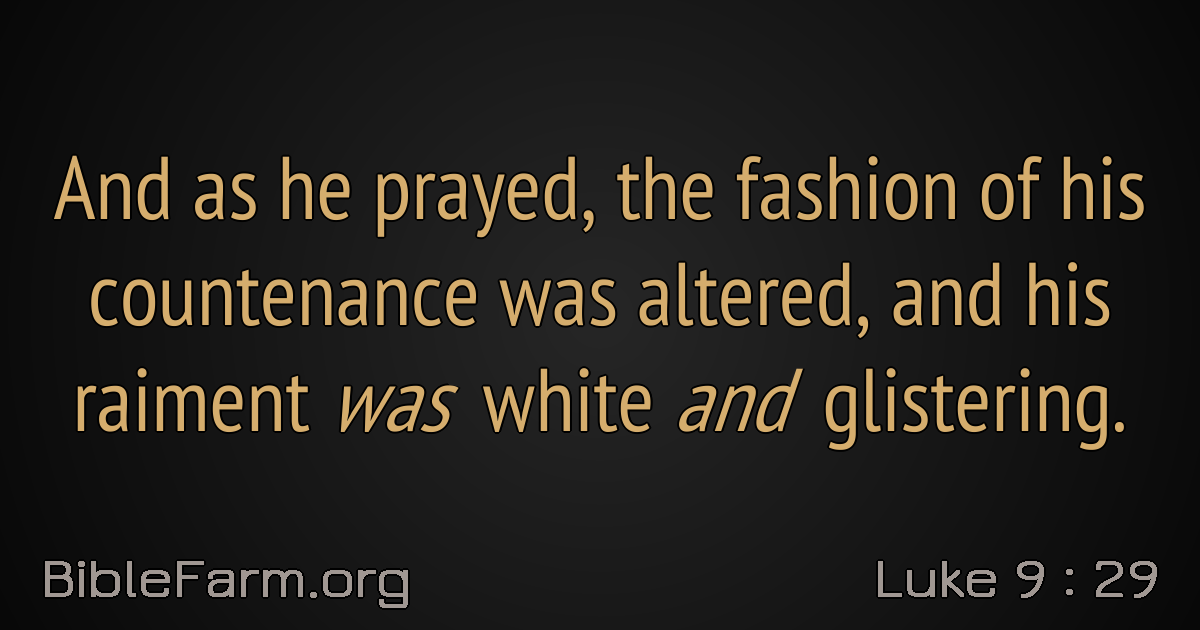 And as he prayed, the fashion of his
countenance was altered, and his
raiment was white and glistering.
BibleFarm.org
Luke 9 : 29